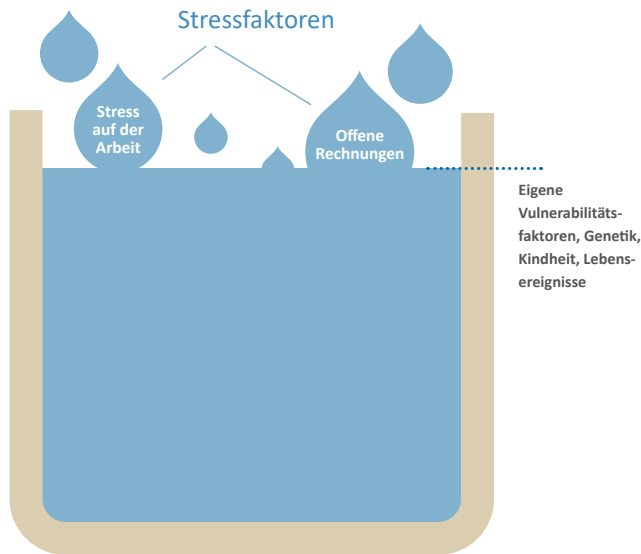 Stressfaktoren
Stress
auf der
Arbeit
Offene
Rechnungen
Eigene
Vulnerabilitäts-
faktoren, Genetik,
Kindheit, Lebens-
ereignisse